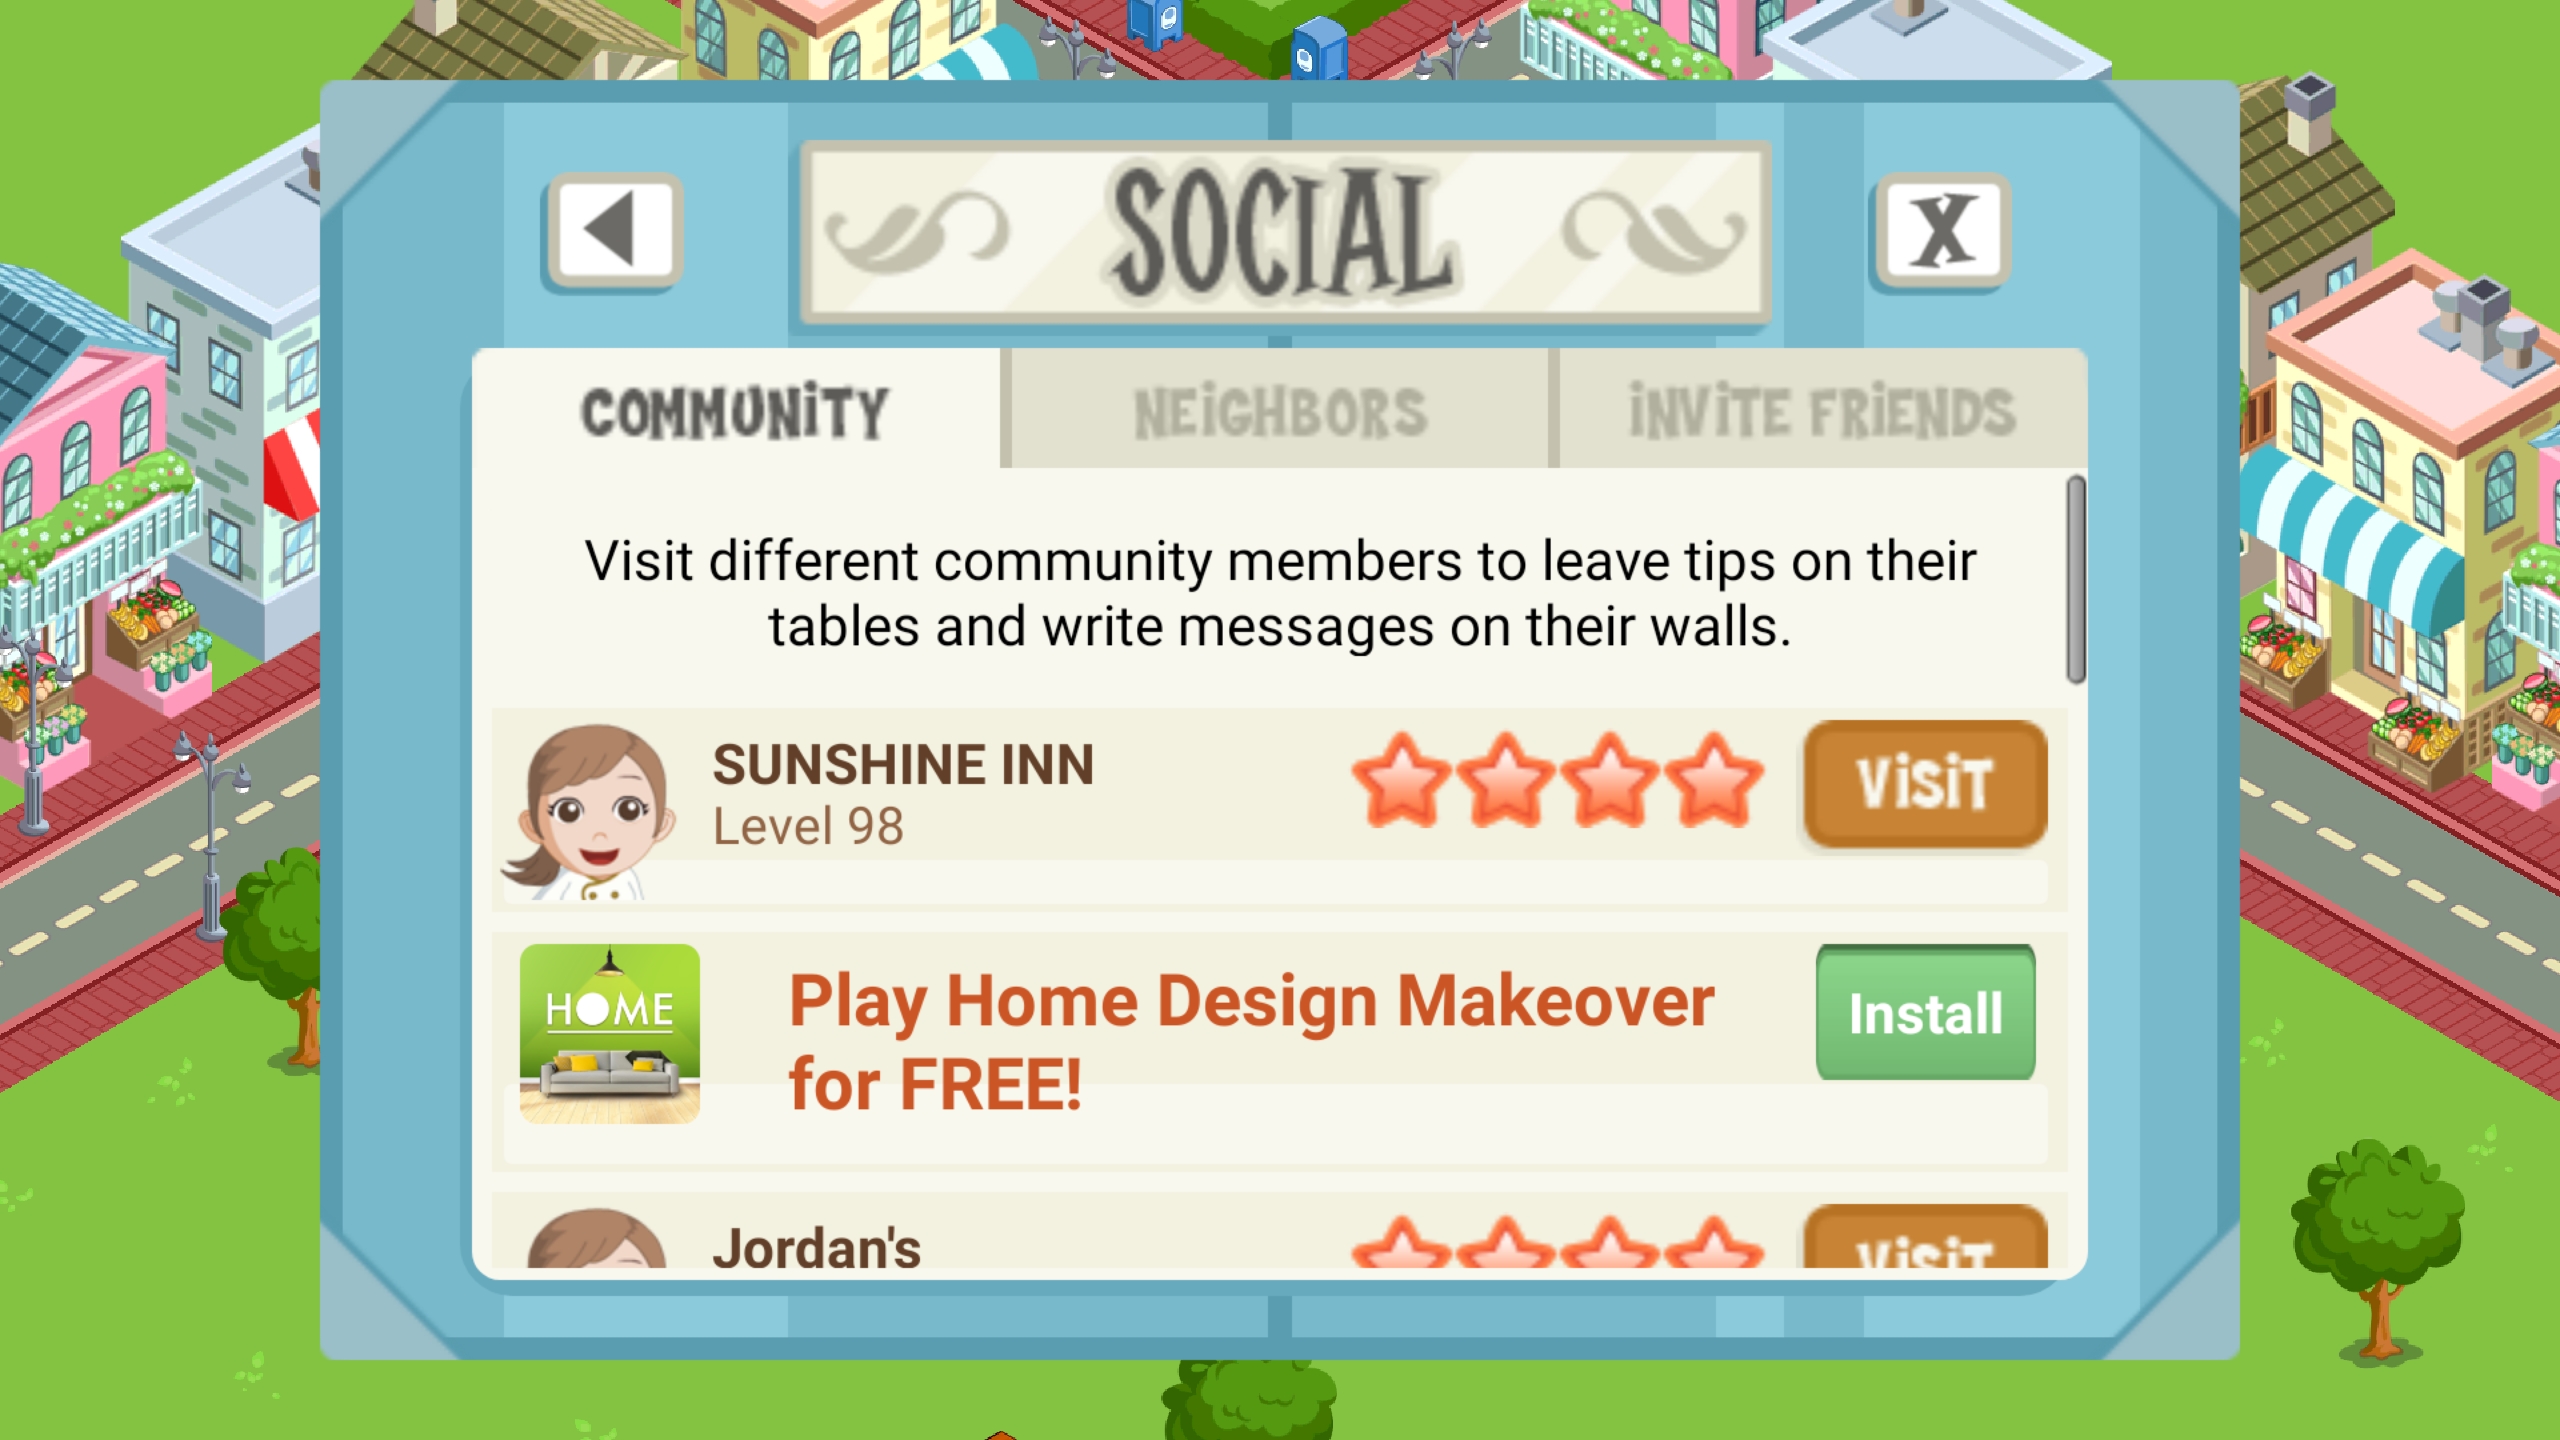 SOCIAL
X
COMMUNiTY
NEiGHBORS
iNViTE FRiENDS
Visit different community members to leave tips on their
tables and write messages on their walls.
SUNSHINE INN
Level 98
ViSiT
HOME
Play Home Design Makeover
for FREE!
Install
Jordan's
ViSiT